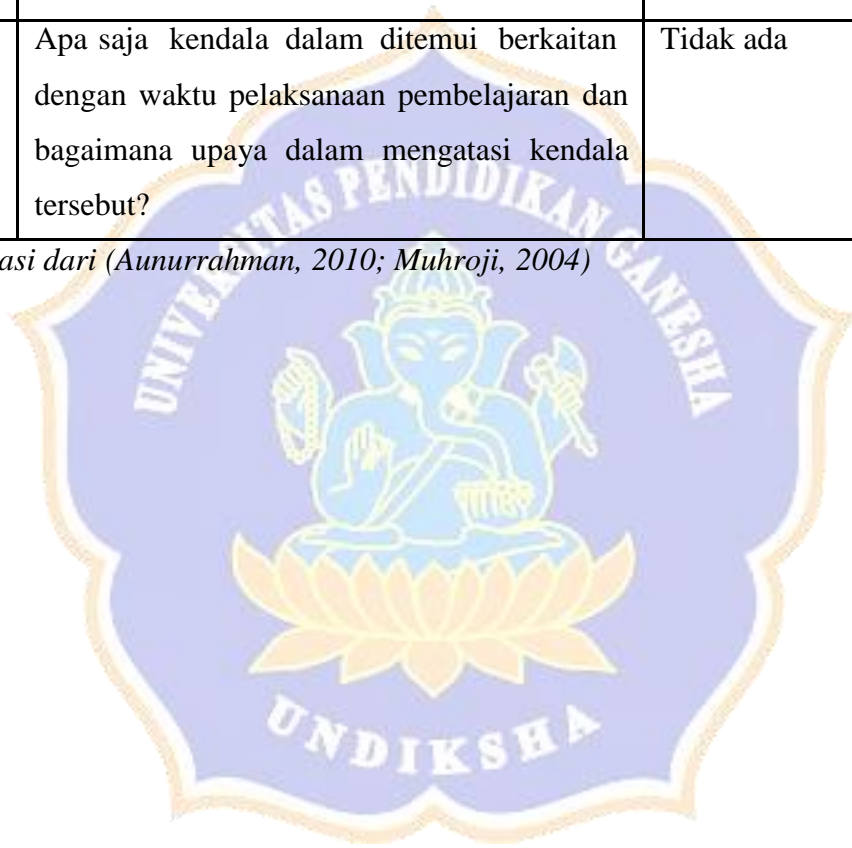 Apa saja kendala dalam ditemui berkaitan
dengan waktu pelaksanaan pembelajaran dan
bagaimana upaya dalam mengatasi kendala
tersebut?
Tidak ada
asi dari (Aunurrahman, 2010; Muhroji, 2004)
UNIVERSITAS PENDIDIKAN GANESHA
UNDIKSHA